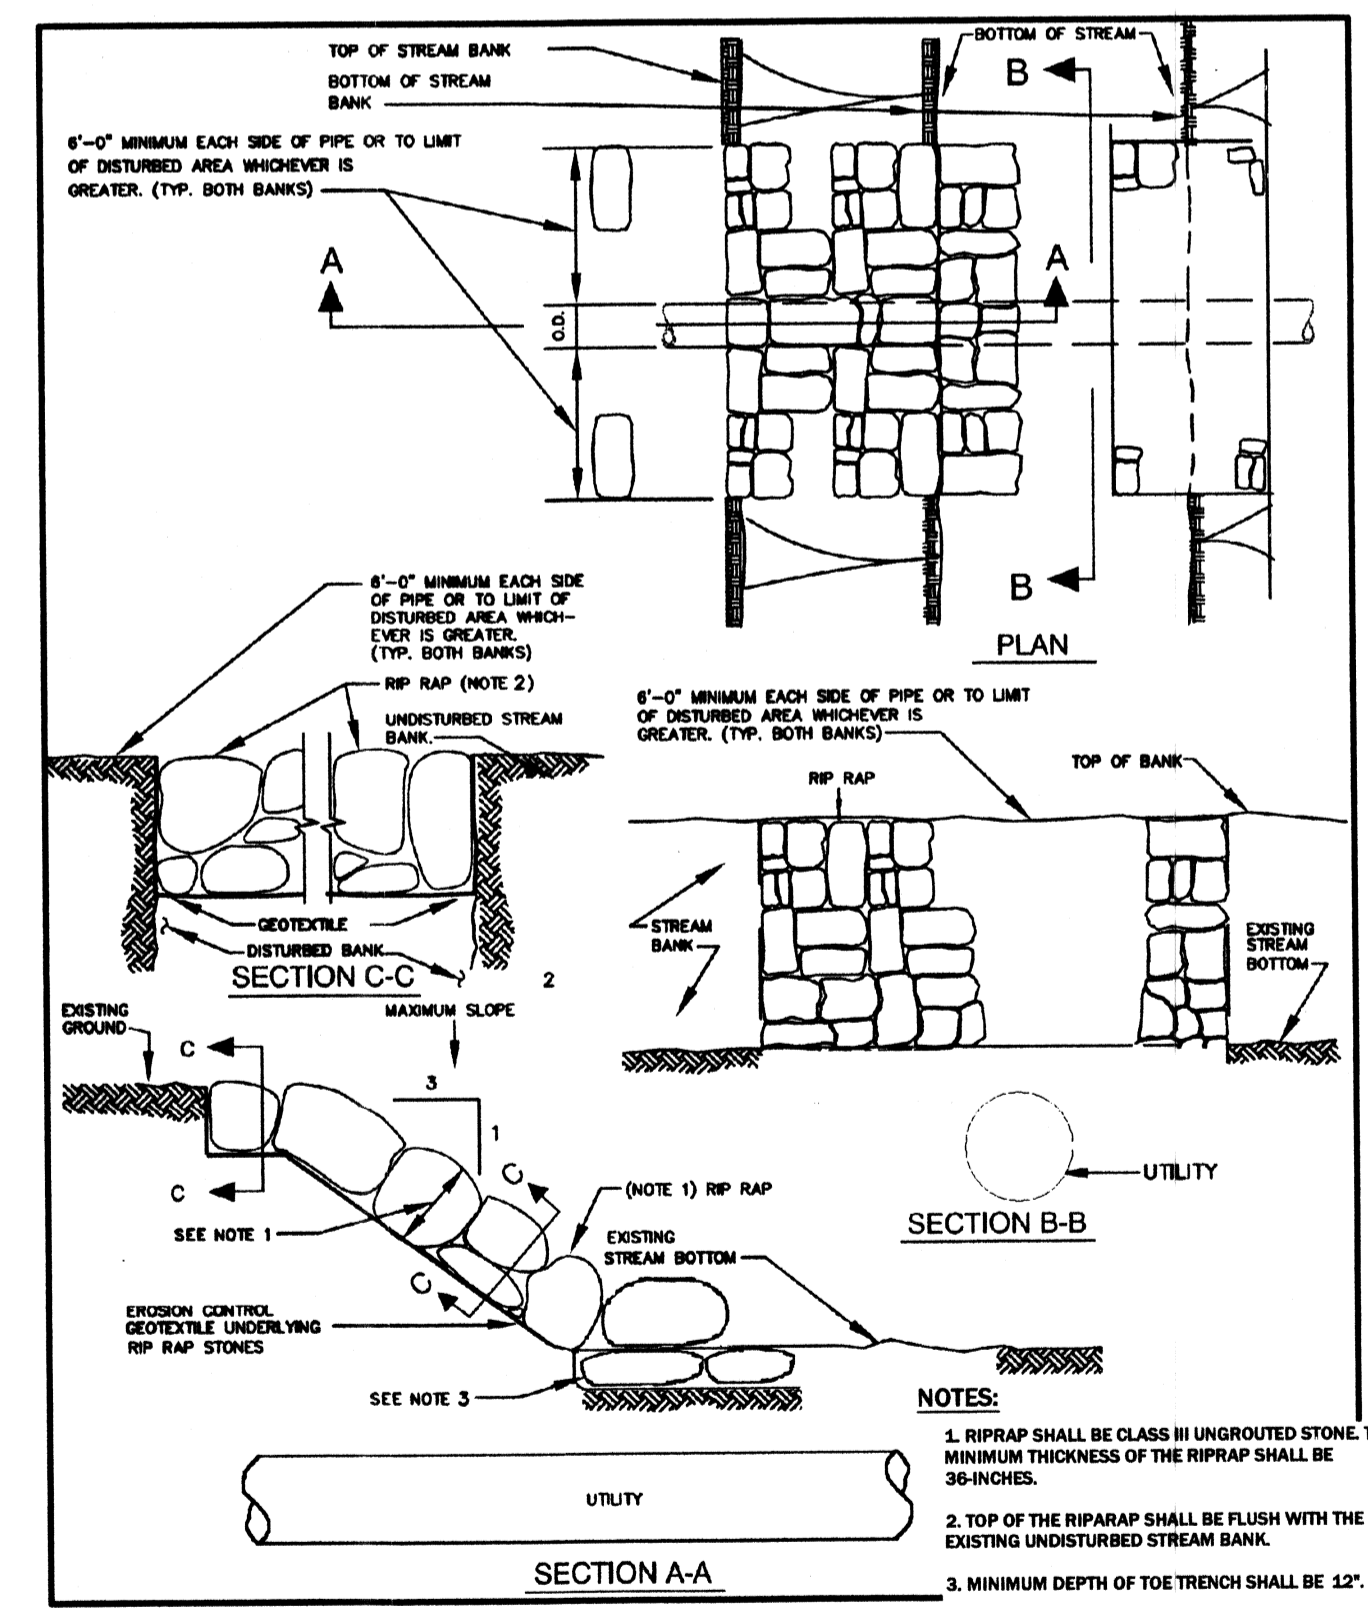 TOP OF STREAM BANK
BOTTOM OF STREAM
BANK
BOTTOM OF STREAM
B
6'-0" MINIMUM EACH SIDE OF PIPE OR TO LIMIT
OF DISTURBED AREA WHICHEVER IS
GREATER. (TYP. BOTH BANKS)
A
A
O.D.
B
PLAN
6'-0" MINIMUM EACH SIDE
OF PIPE OR TO LIMIT OF
DISTURBED AREA WHICH-
EVER IS GREATER.
(TYP. BOTH BANKS)
RIP RAP (NOTE 2)
UNDISTURBED STREAM
BANK.
GEOTEXTILE
DISTURBED BANK
SECTION C-C
6'-0" MINIMUM EACH SIDE OF PIPE OR TO LIMIT
OF DISTURBED AREA WHICHEVER IS
GREATER. (TYP. BOTH BANKS)
RIP RAP
TOP OF BANK
STREAM
BANK
EXISTING
STREAM
BOTTOM
UTILITY
SECTION B-B
2
EXISTING
GROUND
MAXIMUM SLOPE
C
3
1
C
C
SEE NOTE 1
(NOTE 1) RIP RAP
EXISTING
STREAM BOTTOM
C
EROSION CONTROL
GEOTEXTILE UNDERLYING
RIP RAP STONES
SEE NOTE 3
UTILITY
SECTION A-A
NOTES:
1. RIPRAP SHALL BE CLASS III UNGROUTED STONE. T
MINIMUM THICKNESS OF THE RIPRAP SHALL BE
36-INCHES.
2. TOP OF THE RIPARAP SHALL BE FLUSH WITH THE
EXISTING UNDISTURBED STREAM BANK.
3. MINIMUM DEPTH OF TOE TRENCH SHALL BE 12".